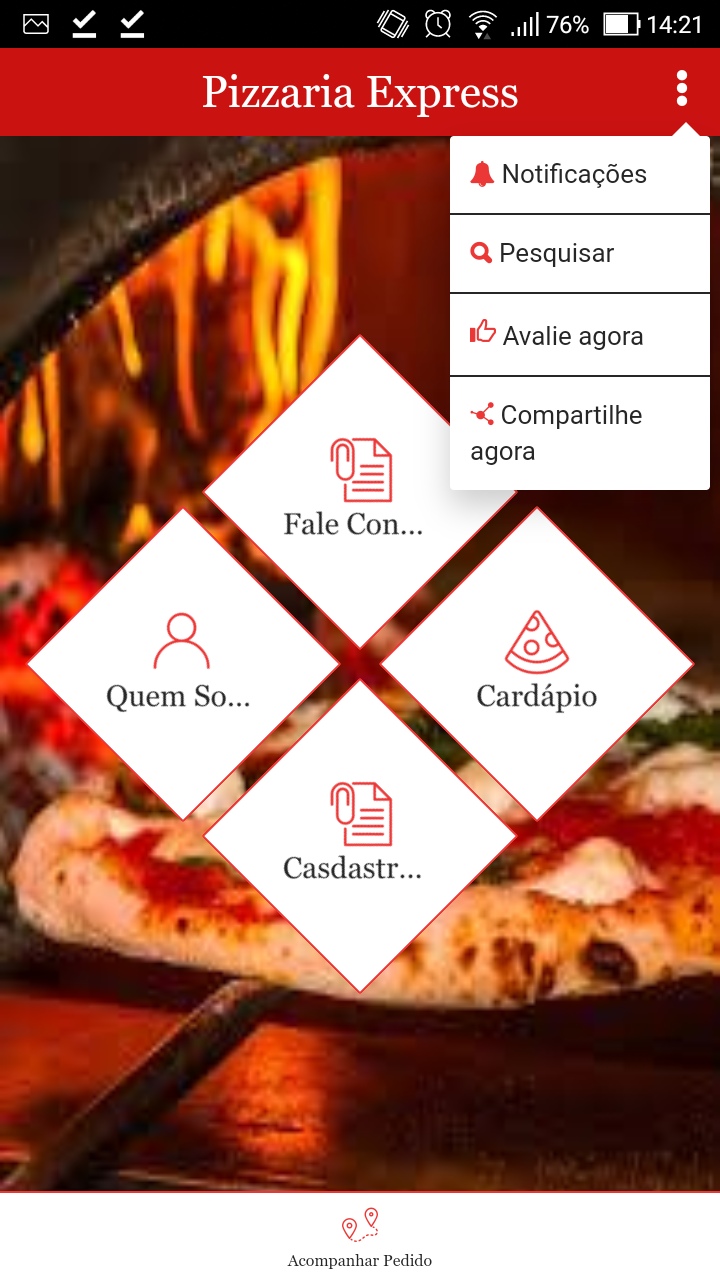 76% 14:21
Pizzaria Express
Notificações
Pesquisar
Avalie agora
Compartilhe
agora
Fale Con...
Quem So...
Cardápio
Casdastr...
Acompanhar Pedido